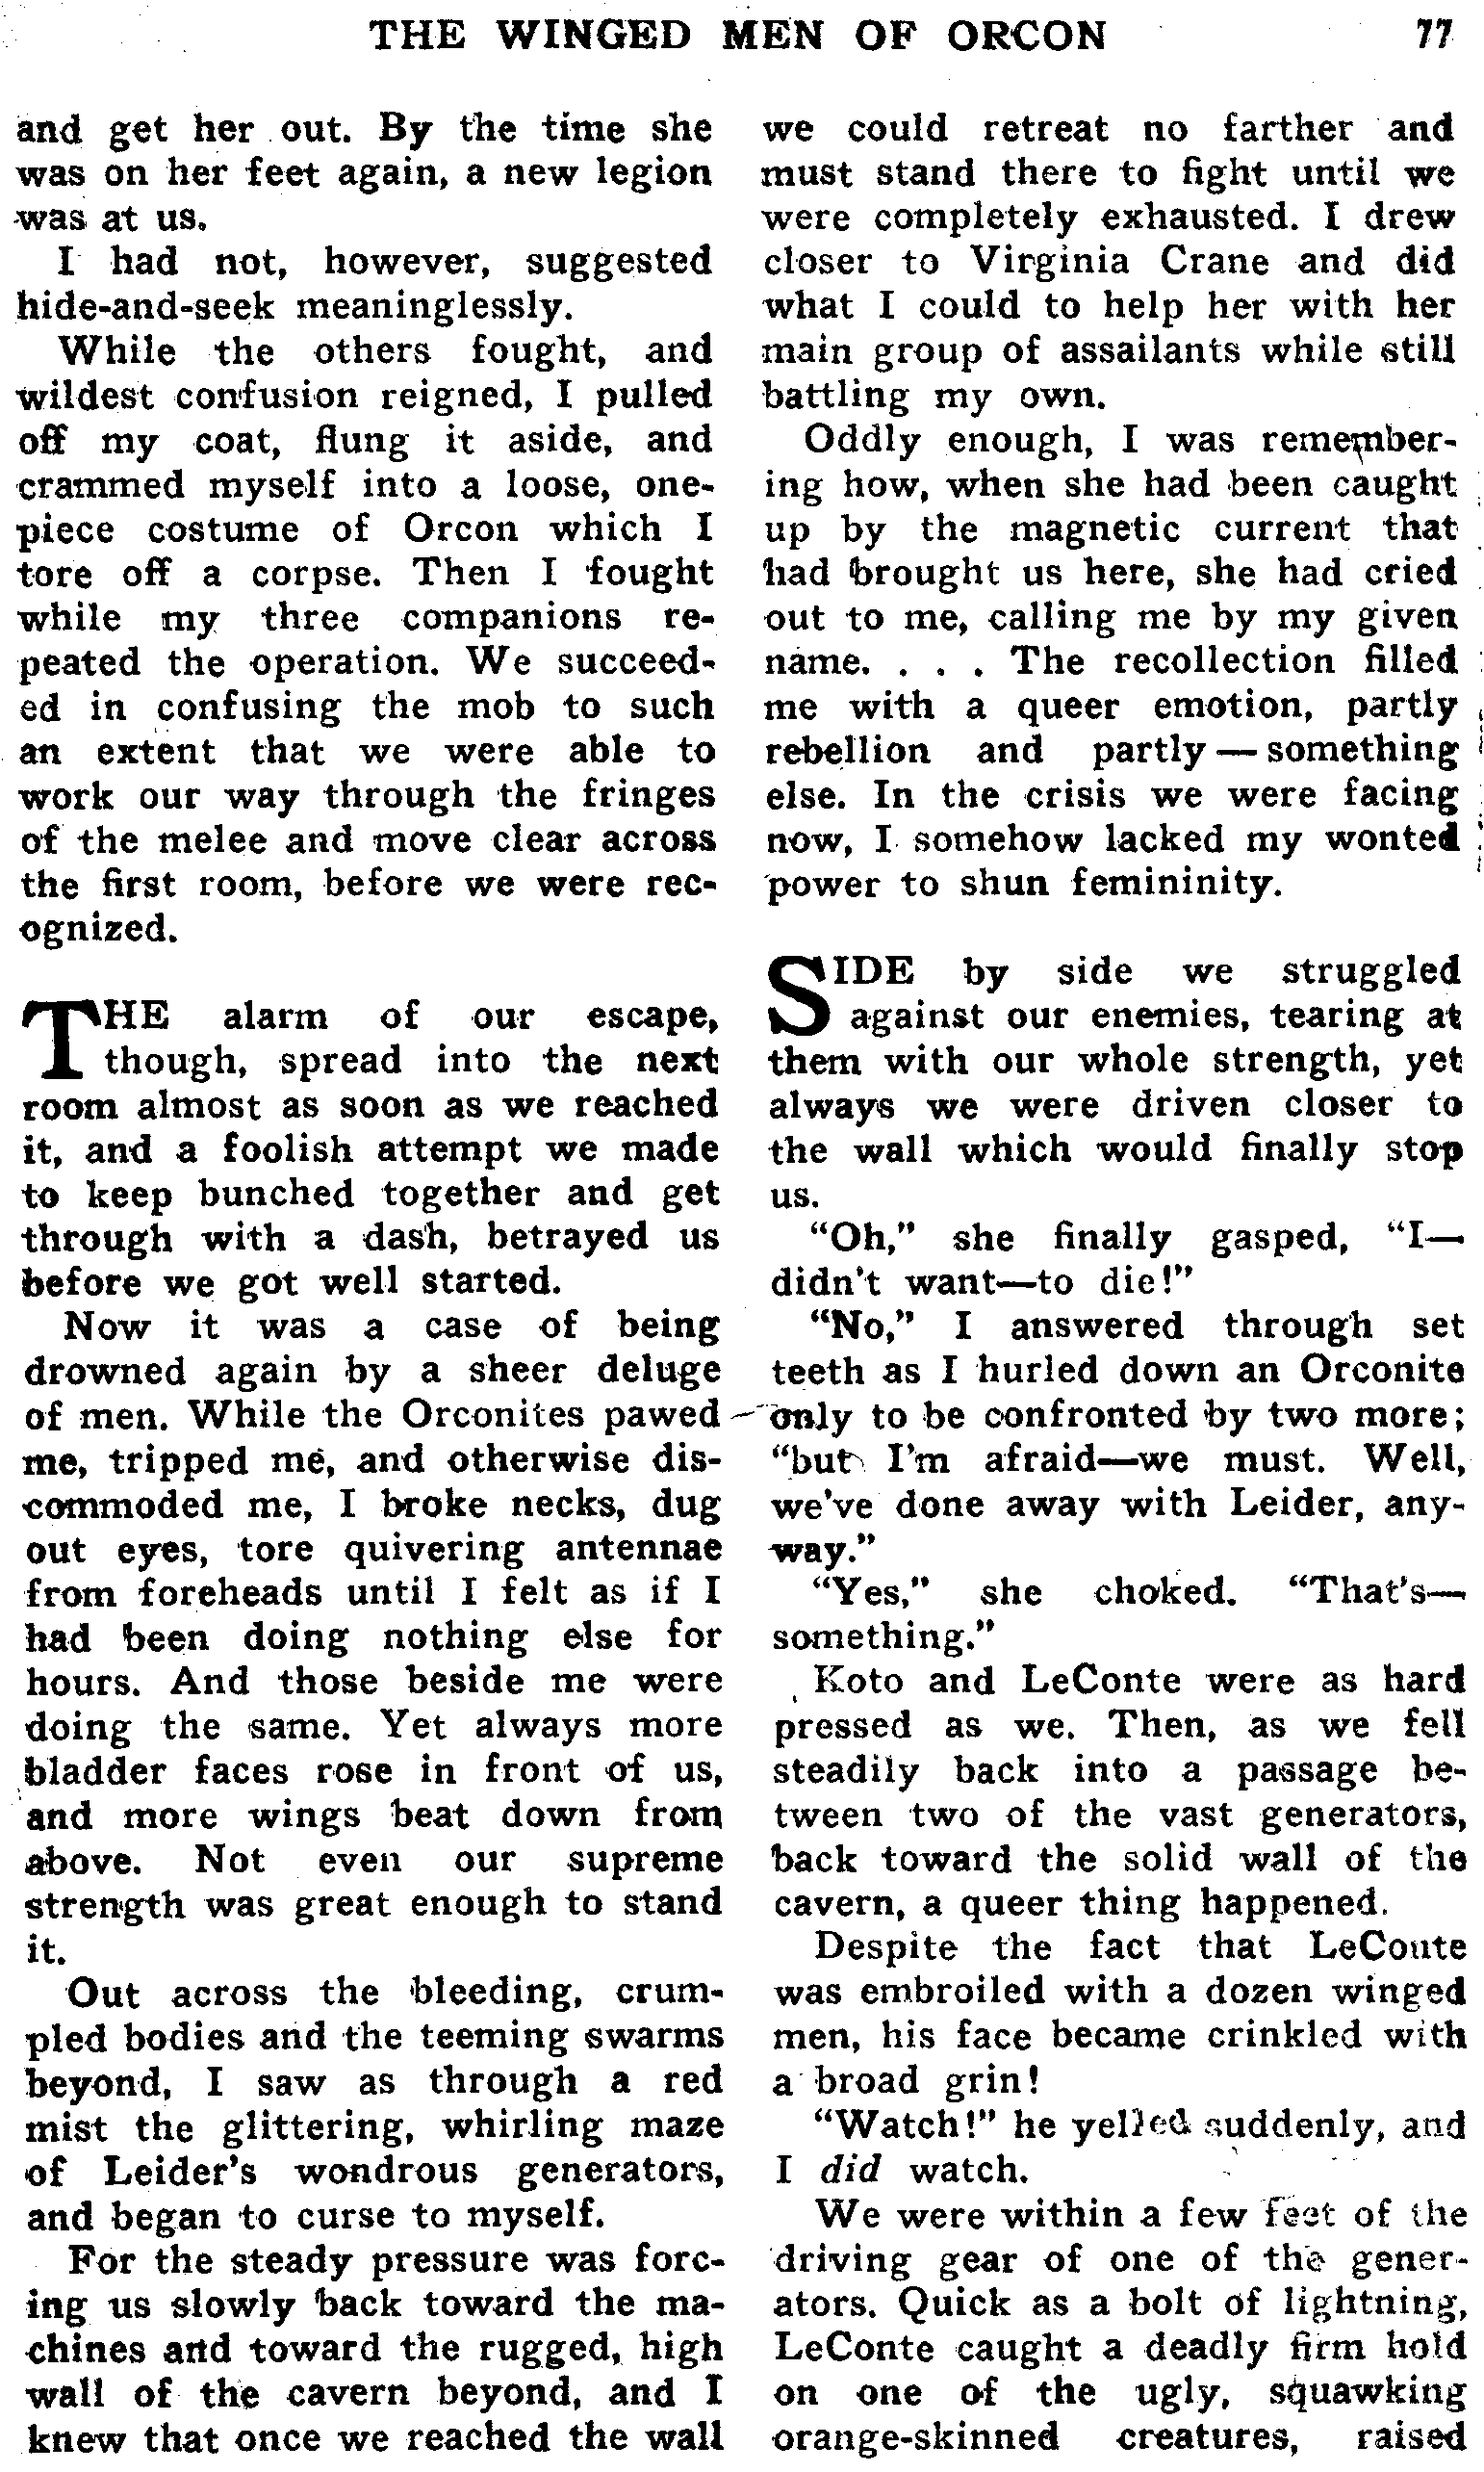 THE WINGED MEN OF ORCON 77
and get her out. By the time she
was on her feet again, a new legion
was at us.
I had not, however, suggested
hide-and-seek meaninglessly.
While the others fought, and
wildest confusion reigned, I pulled
off my coat, flung it aside, and
crammed myself into a loose, one-
piece costume of Orcon which I
tore off a corpse. Then I fought
while my three companions re-
peated the operation. We succeed-
ed in confusing the mob to such
an extent that we were able to
work our way through the fringes
of the melee and move clear across
the first room, before we were rec-
ognized.
THE alarm of our escape,
though, spread into the next
room almost as soon as we reached
it, and a foolish attempt we made
to keep bunched together and get
through with a dash, betrayed us
before we got well started.
Now it was a case of being
drowned again by a sheer deluge
of men. While the Orconites pawed
me, tripped me, and otherwise dis-
commoded me, I broke necks, dug
out eyes, tore quivering antennae
from foreheads until I felt as if I
had been doing nothing else for
hours. And those beside me were
doing the same. Yet always more
bladder faces rose in front of us,
and more wings beat down from
above. Not even our supreme
strength was great enough to stand
it.
Out across the bleeding, crum-
pled bodies and the teeming swarms
beyond, I saw as through a red
mist the glittering, whirling maze
of Leider's wondrous generators,
and began to curse to myself.
For the steady pressure was forc-
ing us slowly back toward the ma-
chines and toward the rugged, high
wall of the cavern beyond, and I
knew that once we reached the wall
we could retreat no farther and
must stand there to fight until we
were completely exhausted. I drew
closer to Virginia Crane and did
what I could to help her with her
main group of assailants while still
battling my own.
Oddly enough, I was remember-
ing how, when she had been caught
up by the magnetic current that
had brought us here, she had cried
out to me, calling me by my given
name. . . . The recollection filled
me with a queer emotion, partly
rebellion and partly—something
else. In the crisis we were facing
now, I somehow lacked my wonted
power to shun femininity.
SIDE by side we struggled
against our enemies, tearing at
them with our whole strength, yet
always we were driven closer to
the wall which would finally stop
us.
"Oh," she finally gasped, "I—
didn't want—to die!"
"No," I answered through set
teeth as I hurled down an Orconite
only to be confronted by two more;
"but I'm afraid—we must. Well,
we've done away with Leider, any-
way."
"Yes," she choked. "That's—
something."
Koto and LeConte were as hard
pressed as we. Then, as we fell
steadily back into a passage be-
tween two of the vast generators,
back toward the solid wall of the
cavern, a queer thing happened.
Despite the fact that LeConte
was embroiled with a dozen winged
men, his face became crinkled with
a broad grin!
"Watch!" he yelled suddenly, and
I did watch.
We were within a few feet of the
driving gear of one of the gener-
ators. Quick as a bolt of lightning,
LeConte caught a deadly firm hold
on one of the ugly, squawking
orange-skinned creatures, raised